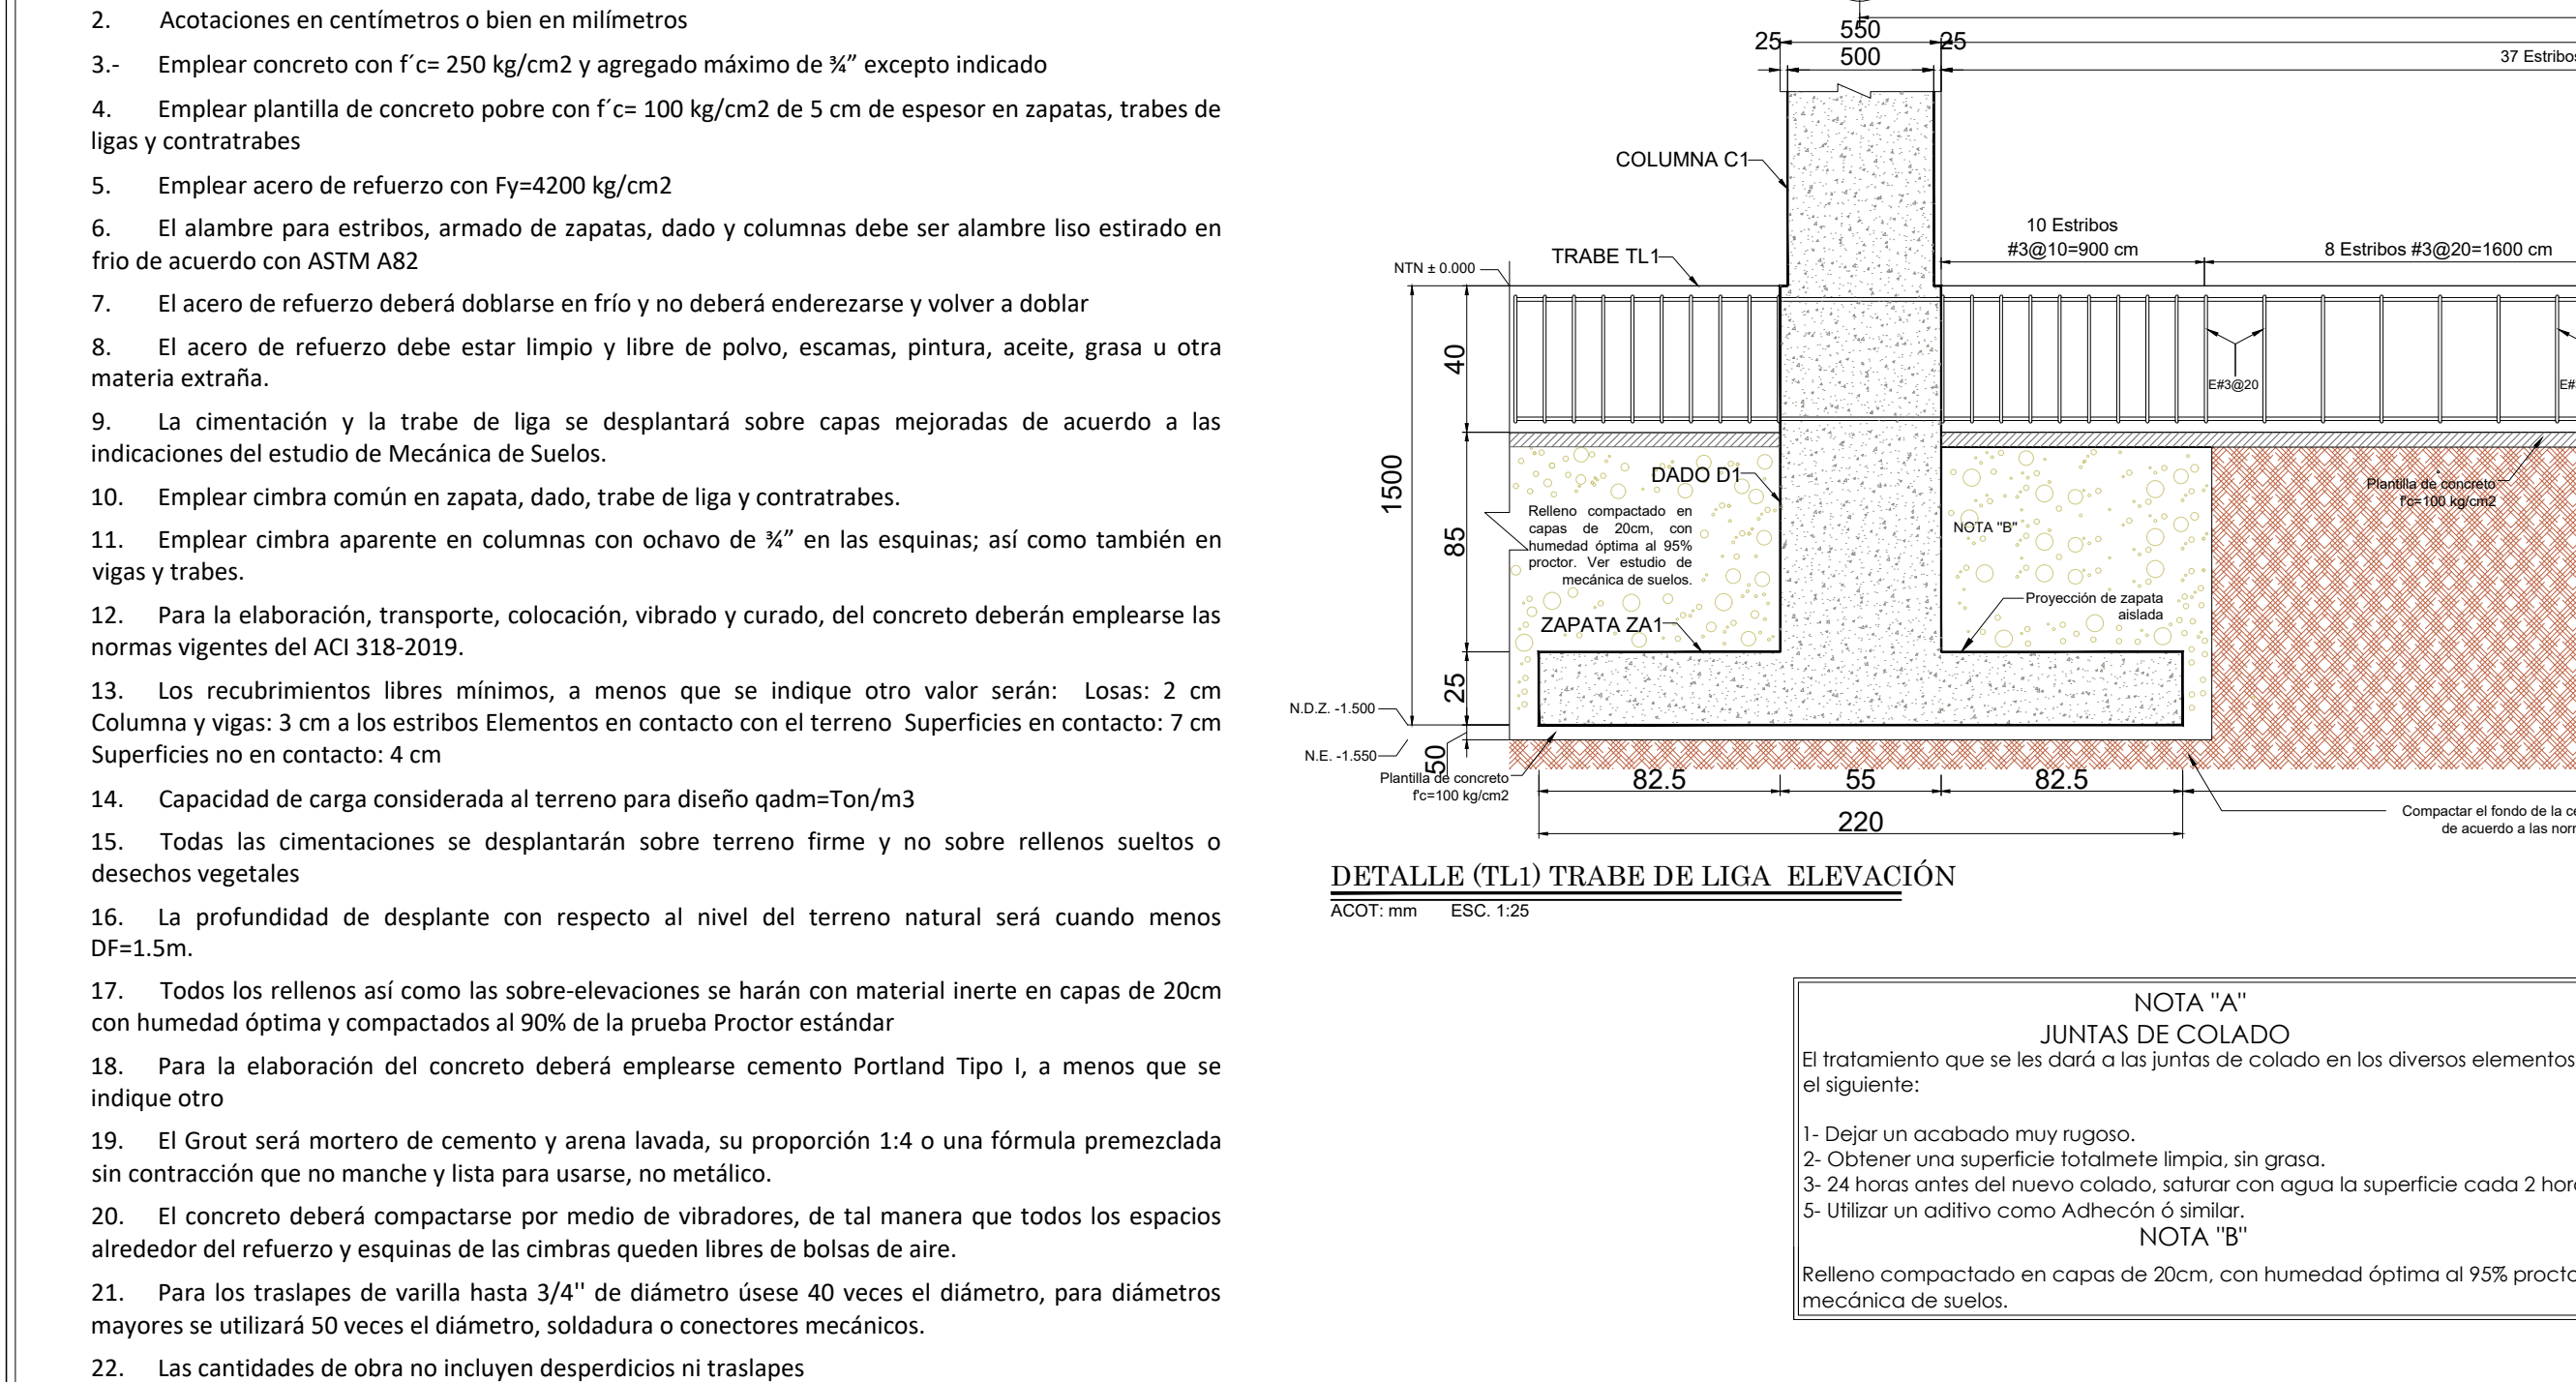 2. Acotaciones en centímetros o bien en milímetros
3.- Emplear concreto con f´c= 250 kg/cm2 y agregado máximo de ¾” excepto indicado
4. Emplear plantilla de concreto pobre con f´c= 100 kg/cm2 de 5 cm de espesor en zapatas, trabes de
ligas y contratrabes
5. Emplear acero de refuerzo con Fy=4200 kg/cm2
6. El alambre para estribos, armado de zapatas, dado y columnas debe ser alambre liso estirado en
frio de acuerdo con ASTM A82
7. El acero de refuerzo deberá doblarse en frío y no deberá enderezarse y volver a doblar
8. El acero de refuerzo debe estar limpio y libre de polvo, escamas, pintura, aceite, grasa u otra
materia extraña.
9. La cimentación y la trabe de liga se desplantará sobre capas mejoradas de acuerdo a las
indicaciones del estudio de Mecánica de Suelos.
10. Emplear cimbra común en zapata, dado, trabe de liga y contratrabes.
11. Emplear cimbra aparente en columnas con ochavo de ¾” en las esquinas; así como también en
vigas y trabes.
12. Para la elaboración, transporte, colocación, vibrado y curado, del concreto deberán emplearse las
normas vigentes del ACI 318-2019.
13. Los recubrimientos libres mínimos, a menos que se indique otro valor serán: Losas: 2 cm
Columna y vigas: 3 cm a los estribos Elementos en contacto con el terreno Superficies en contacto: 7 cm
Superficies no en contacto: 4 cm
14. Capacidad de carga considerada al terreno para diseño qadm=Ton/m3
15. Todas las cimentaciones se desplantarán sobre terreno firme y no sobre rellenos sueltos o
desechos vegetales
16. La profundidad de desplante con respecto al nivel del terreno natural será cuando menos
DF=1.5m.
17. Todos los rellenos así como las sobre-elevaciones se harán con material inerte en capas de 20cm
con humedad óptima y compactados al 90% de la prueba Proctor estándar
18. Para la elaboración del concreto deberá emplearse cemento Portland Tipo I, a menos que se
indique otro
19. El Grout será mortero de cemento y arena lavada, su proporción 1:4 o una fórmula premezclada
sin contracción que no manche y lista para usarse, no metálico.
20. El concreto deberá compactarse por medio de vibradores, de tal manera que todos los espacios
alrededor del refuerzo y esquinas de las cimbras queden libres de bolsas de aire.
21. Para los traslapes de varilla hasta 3/4'' de diámetro úsese 40 veces el diámetro, para diámetros
mayores se utilizará 50 veces el diámetro, soldadura o conectores mecánicos.
22. Las cantidades de obra no incluyen desperdicios ni traslapes
550
25 25
500
37 Estribos
COLUMNA C1
10 Estribos
#3@10=900 cm
8 Estribos #3@20=1600 cm
TRABE TL1
NTN ± 0.000
40
E#3@20
E#
1500
DADO D1
Plantilla de concreto
f'c=100 kg/cm2
Relleno compactado en
capas de 20cm, con
humedad óptima al 95%
proctor. Ver estudio de
mecánica de suelos.
NOTA "B"
85
Proyección de zapata
aislada
ZAPATA ZA1
25
N.D.Z. -1.500
N.E. -1.550
50
Plantilla de concreto
f'c=100 kg/cm2
82.5 55 82.5
220
Compactar el fondo de la ce
de acuerdo a las nor
DETALLE (TL1) TRABE DE LIGA ELEVACIÓN
ACOT: mm ESC. 1:25
NOTA "A"
JUNTAS DE COLADO
El tratamiento que se les dará a las juntas de colado en los diversos elementos
el siguiente:
1- Dejar un acabado muy rugoso.
2- Obtener una superficie totalmete limpia, sin grasa.
3- 24 horas antes del nuevo colado, saturar con agua la superficie cada 2 hor
5- Utilizar un aditivo como Adhecón ó similar.
NOTA "B"
Relleno compactado en capas de 20cm, con humedad óptima al 95% procto
mecánica de suelos.